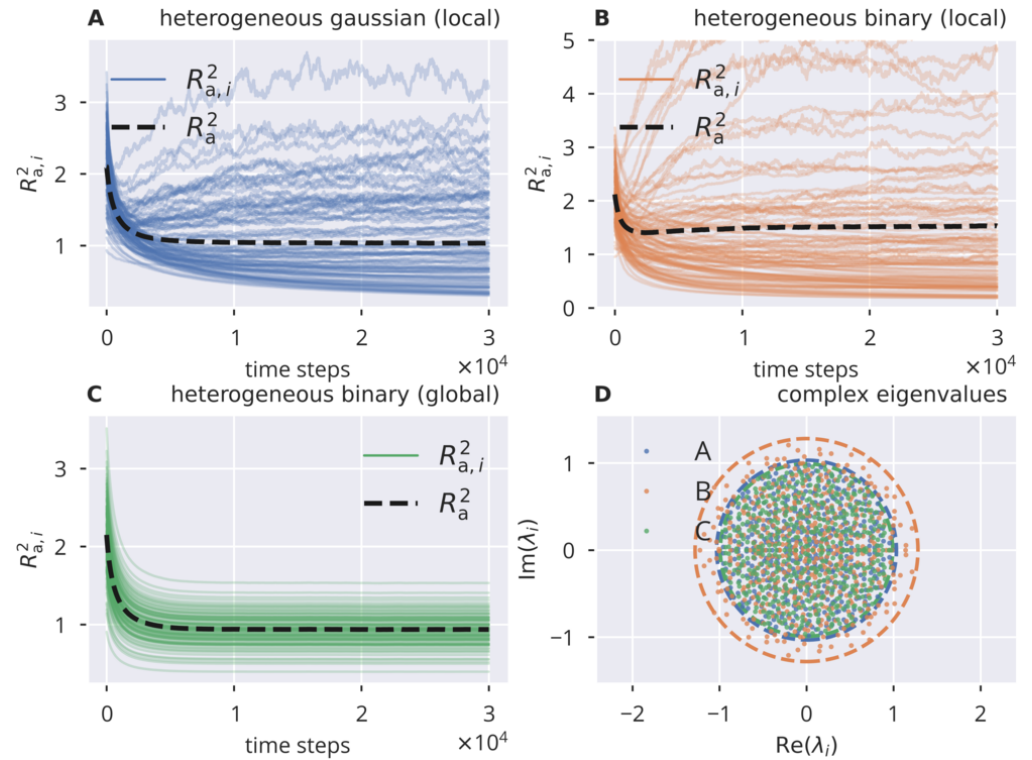 A heterogeneous gaussian (local)
R²a,i
R²a
3
2
1
R²a,i
0 1 2 3
time steps ×10⁴
B heterogeneous binary (local)
R²a,i
R²a
5
4
3
2
1
0
R²a,i
0 1 2 3
time steps ×10⁴
C heterogeneous binary (global)
R²a,i
R²a
3
2
1
R²a,i
0 1 2 3
time steps ×10⁴
D complex eigenvalues
A
B
C
1
0
−1
Im(λi)
−2 −1 0 1 2
Re(λi)